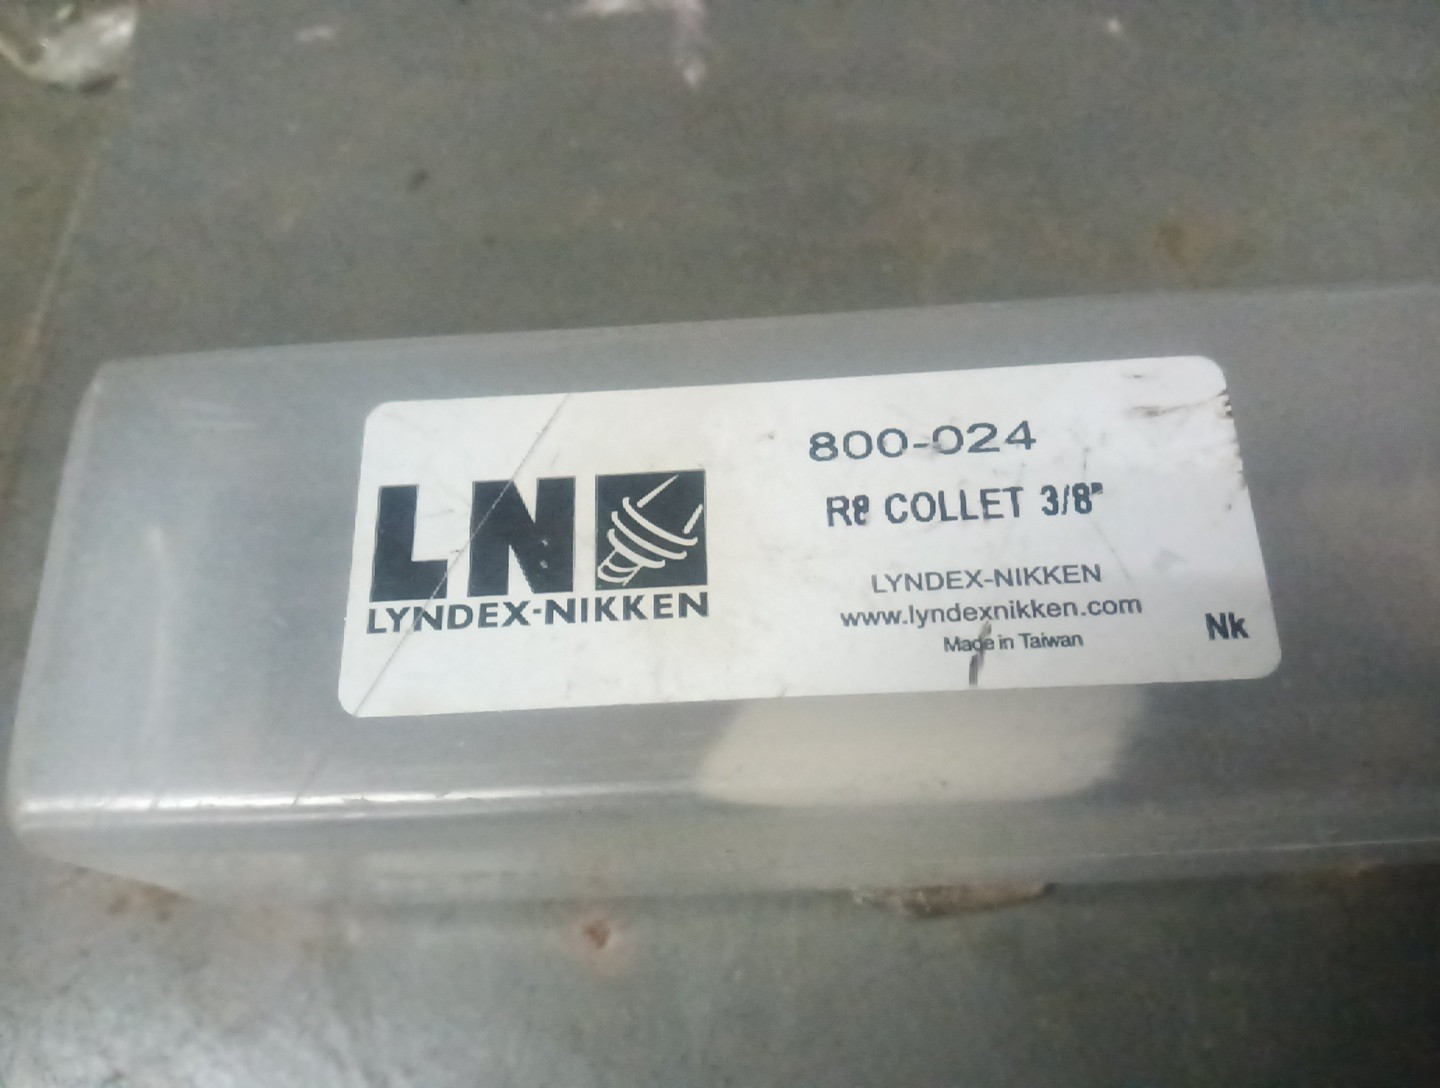 LN
LYNDEX-NIKKEN
800-024
R8 COLLET 3/8"
LYNDEX-NIKKEN
www.lyndexnikken.com
Made in Taiwan
Nk